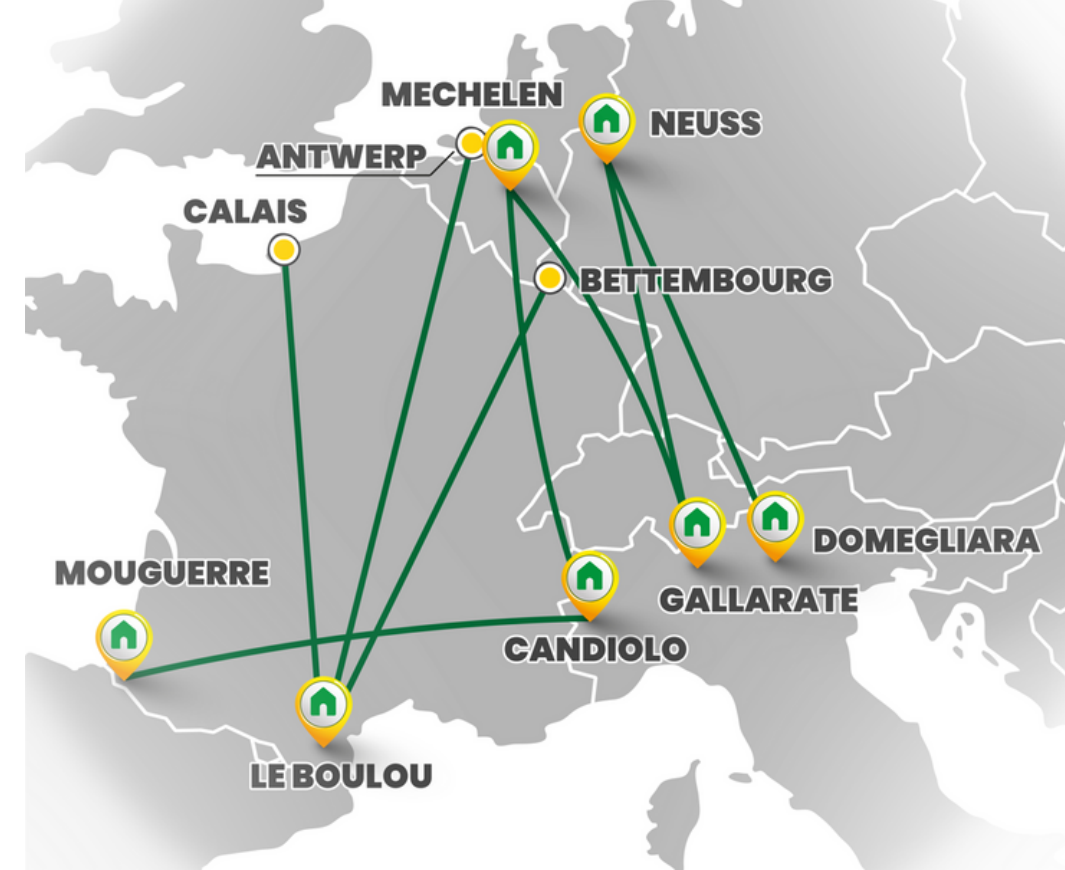 MECHELEN
NEUSS
ANTWERP
CALAIS
BETTEMBOURG
DOMEGLIARA
MOUGUERRE
GALLARATE
CANDIOLO
LE BOULOU